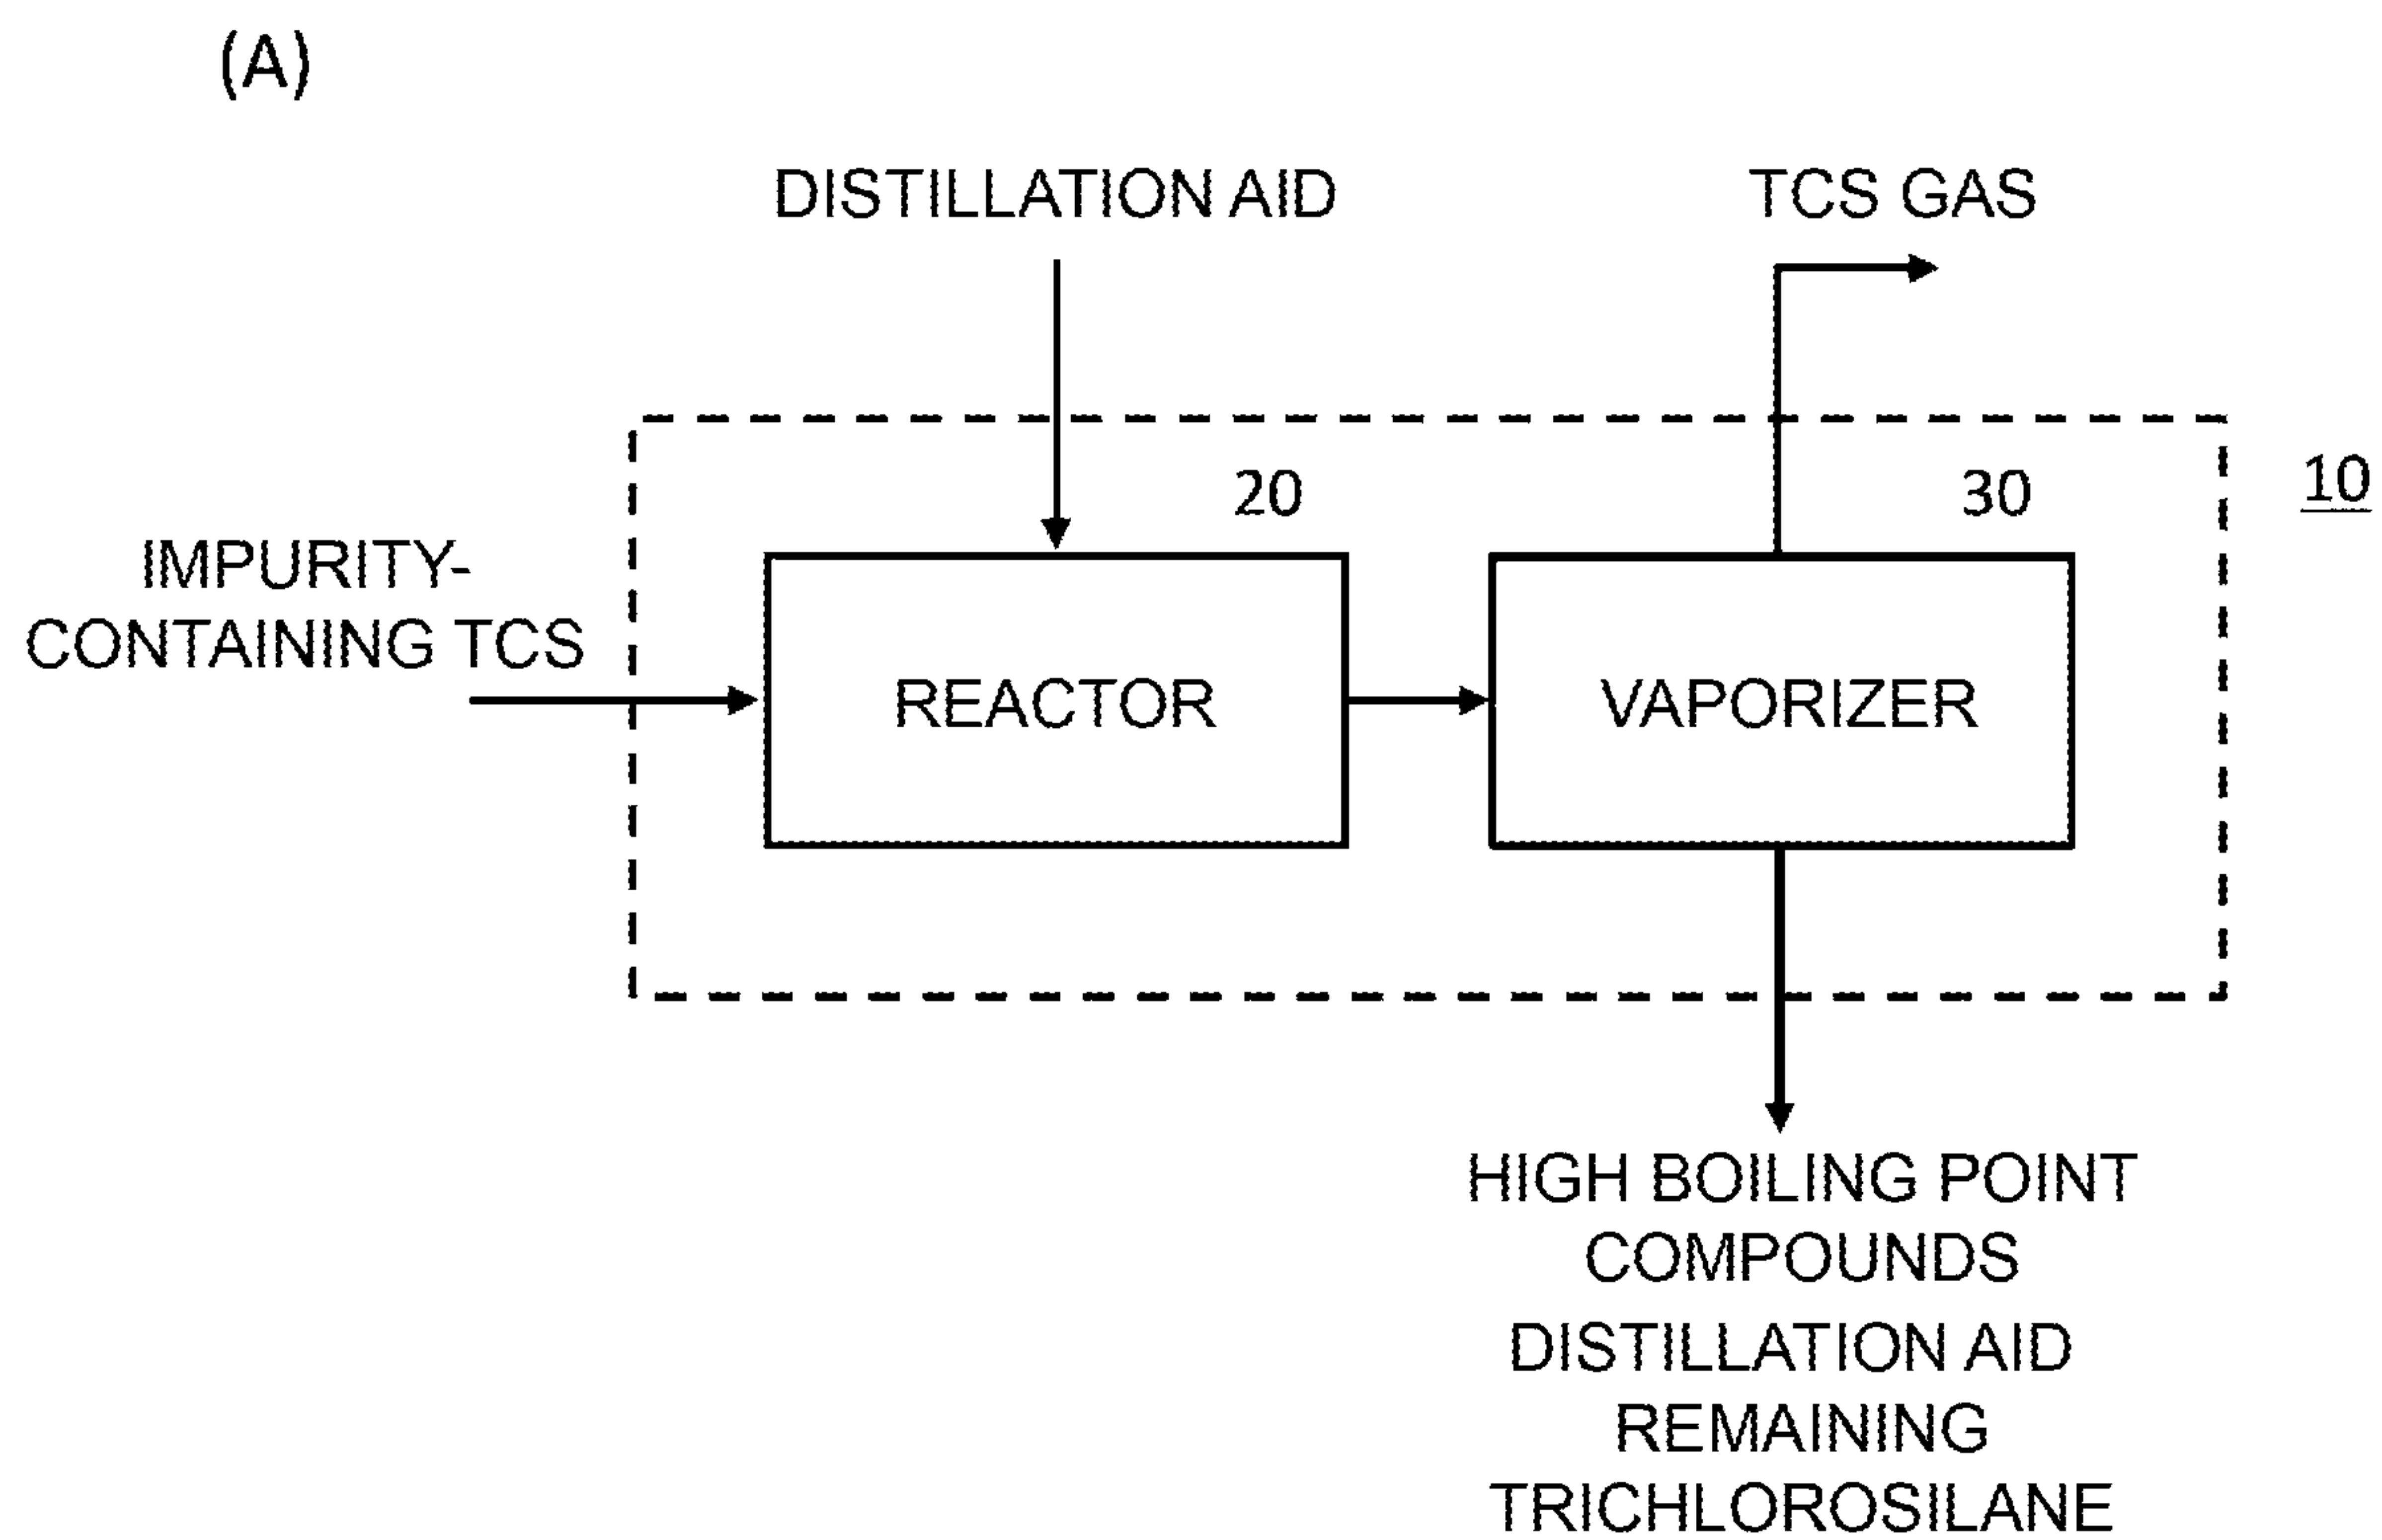 (A)
DISTILLATION AID
TCS GAS
20
30
10
IMPURITY-
CONTAINING TCS
REACTOR
VAPORIZER
HIGH BOILING POINT
COMPOUNDS
DISTILLATION AID
REMAINING
TRICHLOROSILANE